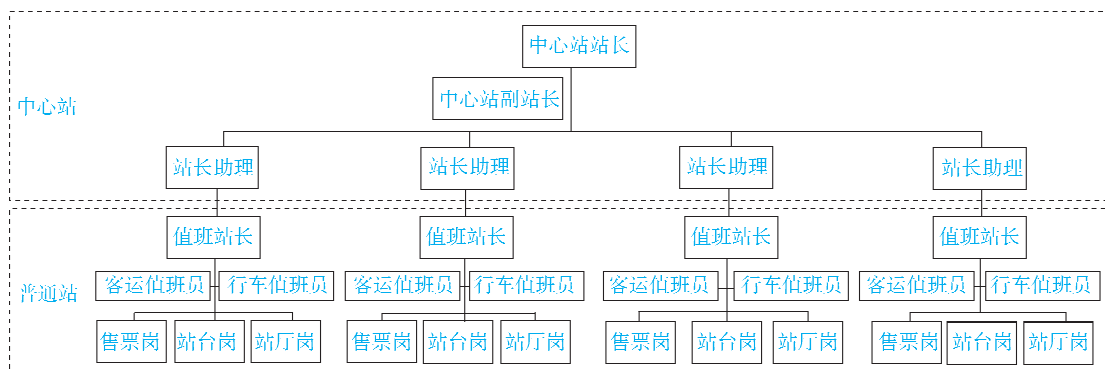 中心站站长
中心站副站长
中心站
站长助理 站长助理 站长助理 站长助理
值班站长 值班站长 值班站长 值班站长
普通站
客运值班员 行车值班员 客运值班员 行车值班员 客运值班员 行车值班员 客运值班员 行车值班员
售票岗 站台岗 站厅岗 售票岗 站台岗 站厅岗 售票岗 站台岗 站厅岗 售票岗 站台岗 站厅岗